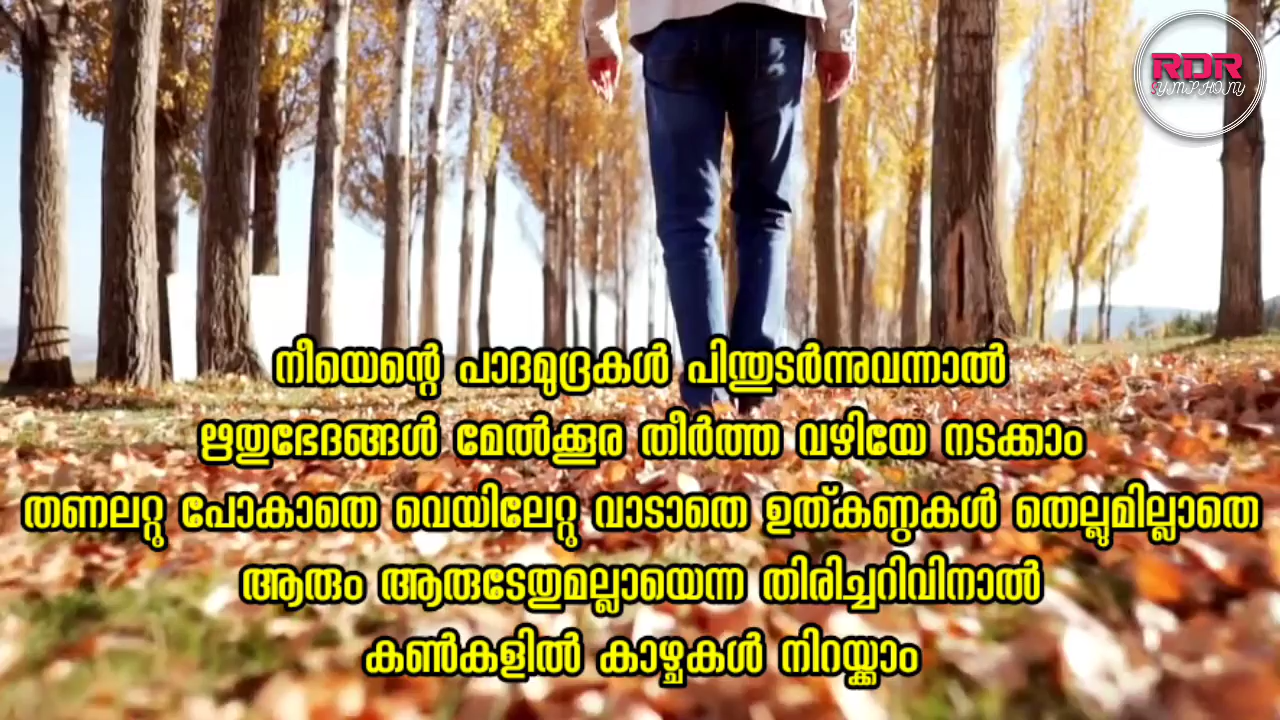 RDR
SYMPHONY
നീയെന്റെ പാദമുദ്രകൾ പിന്തുടർന്നുവന്നാൽ
ഋതുഭേദങ്ങൾ മേൽക്കൂര തീർത്ത വഴിയേ നടക്കാം
തണലറ്റു പോകാതെ വെയിലേറ്റു വാടാതെ ഉത്കണ്ഠകൾ തെല്ലുമില്ലാതെ
ആരും ആരുടേതുമല്ലായെന്ന തിരിച്ചറിവിനാൽ
കൺകളിൽ കാഴ്ചകൾ നിറയ്ക്കാം